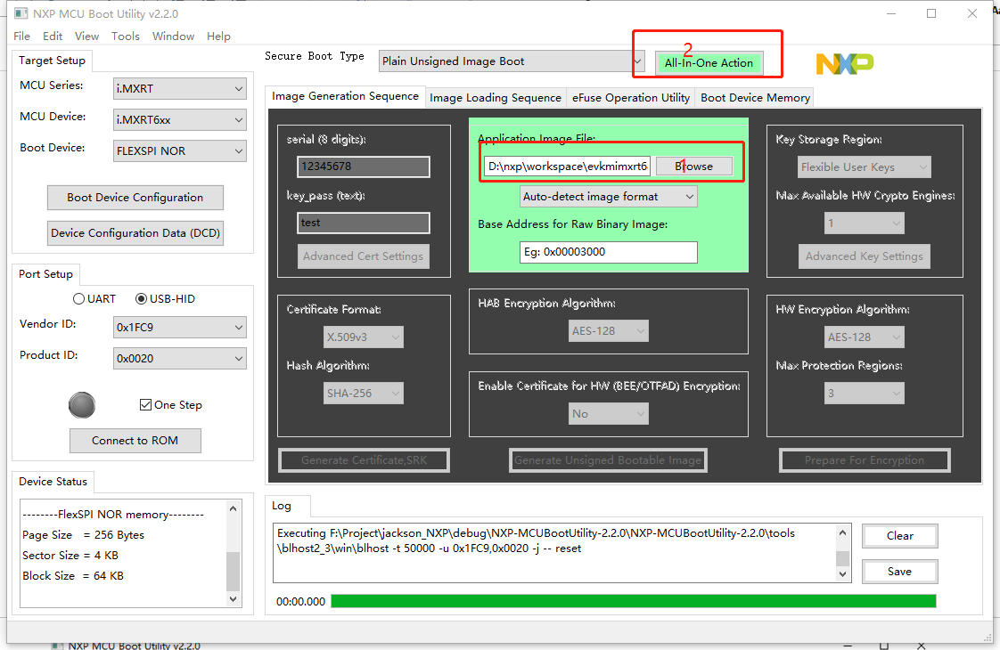 NXP MCU Boot Utility v2.2.0
File Edit View Tools Window Help
Target Setup
MCU Series: i.MXRT
MCU Device: i.MXRT6xx
Boot Device: FLEXSPI NOR
Boot Device Configuration
Device Configuration Data (DCD)
Port Setup
UART USB-HID
Vendor ID: 0x1FC9
Product ID: 0x0020
One Step
Connect to ROM
Device Status
--------FlexSPI NOR memory--------
Page Size = 256 Bytes
Sector Size = 4 KB
Block Size = 64 KB
Secure Boot Type Plain Unsigned Image Boot
2
All-In-One Action
NXP
Image Generation Sequence Image Loading Sequence eFuse Operation Utility Boot Device Memory
serial (8 digits):
12345678
key_pass (text):
test
Advanced Cert Settings
Application Image File:
D:\nxp\workspace\evkmimxrt6
1
Browse
Auto-detect image format
Base Address for Raw Binary Image:
Eg: 0x00003000
Key Storage Region:
Flexible User Keys
Max Available HW Crypto Engines:
1
Advanced Key Settings
Certificate Format:
X.509v3
Hash Algorithm:
SHA-256
HAB Encryption Algorithm:
AES-128
Enable Certificate for HW (BEE/OTFAD) Encryption:
No
HW Encryption Algorithm:
AES-128
Max Protection Regions:
3
Generate Certificate,SRK
Generate Unsigned Bootable Image
Prepare For Encryption
Log
Executing F:\Project\jackson_NXP\debug\NXP-MCUBootUtility-2.2.0\NXP-MCUBootUtility-2.2.0\tools
\blhost2_3\win\blhost -t 50000 -u 0x1FC9,0x0020 -j -- reset
Clear
Save
00:00.000
NXP MCU Boot Utility v2.2.0